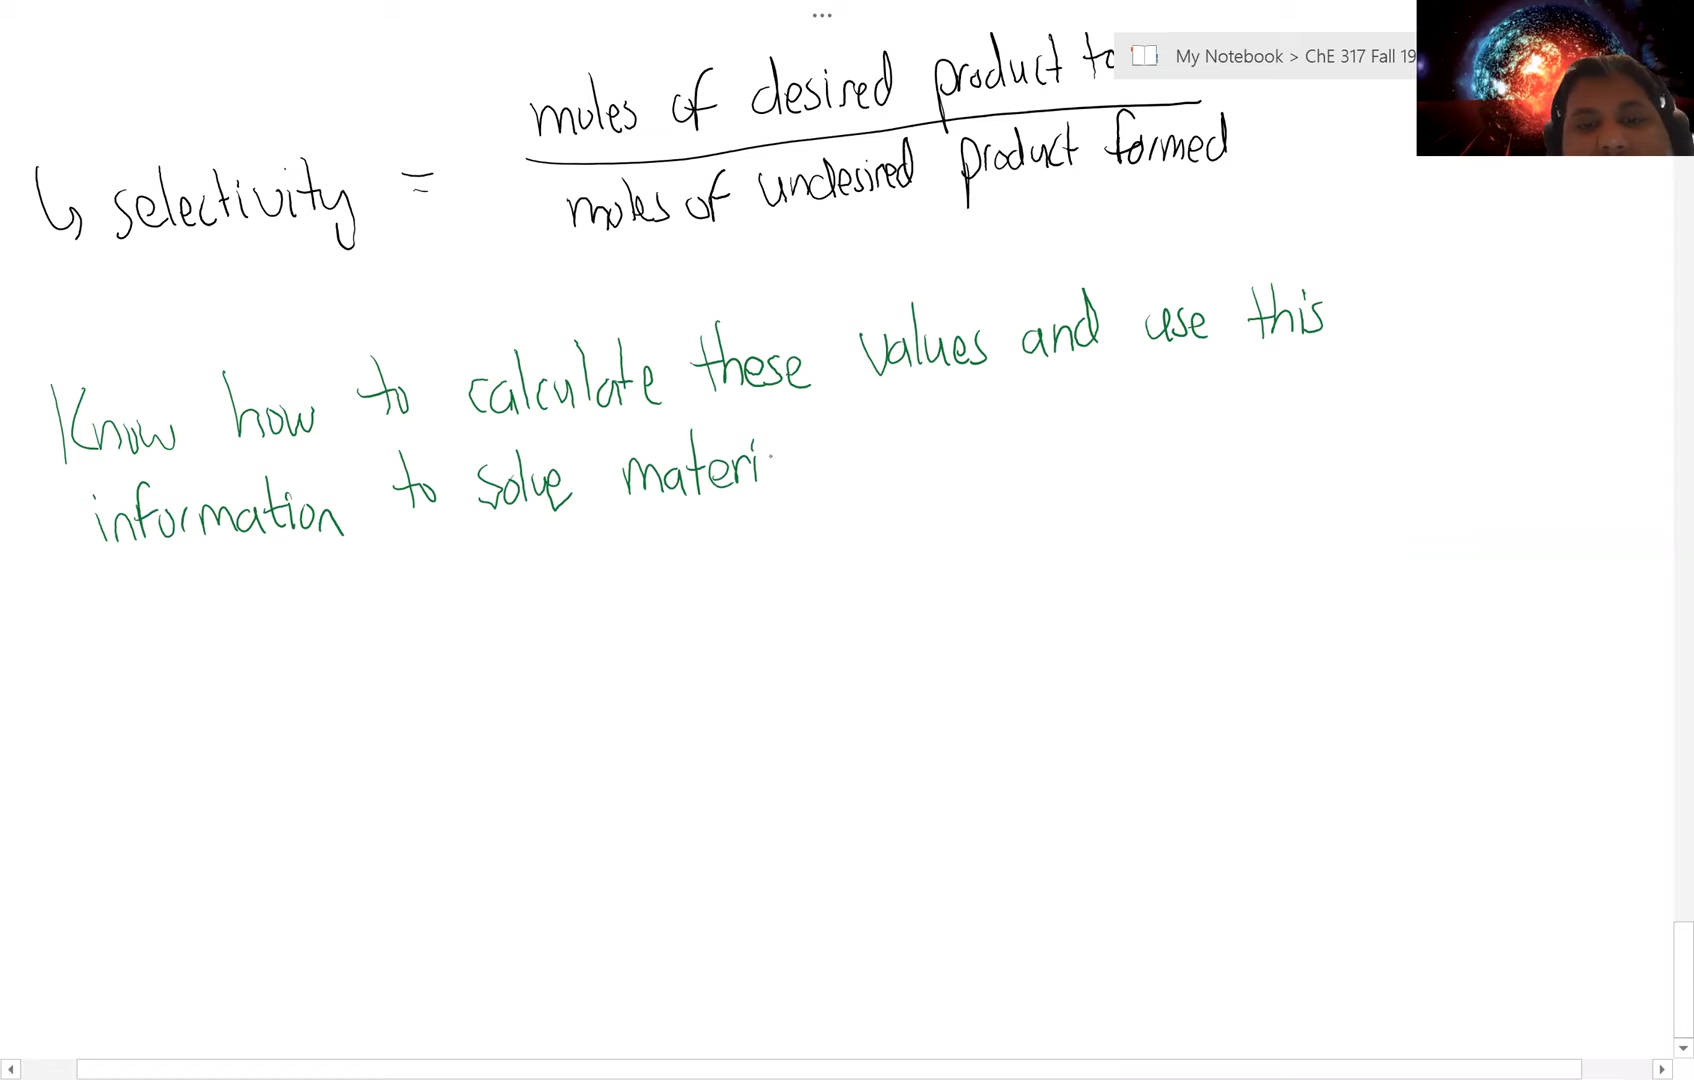 moles of desired product
My Notebook > ChE 317 Fall 19
↳ selectivity =
moles of undesired product formed
Know how to calculate these values and use this
information to solve materi